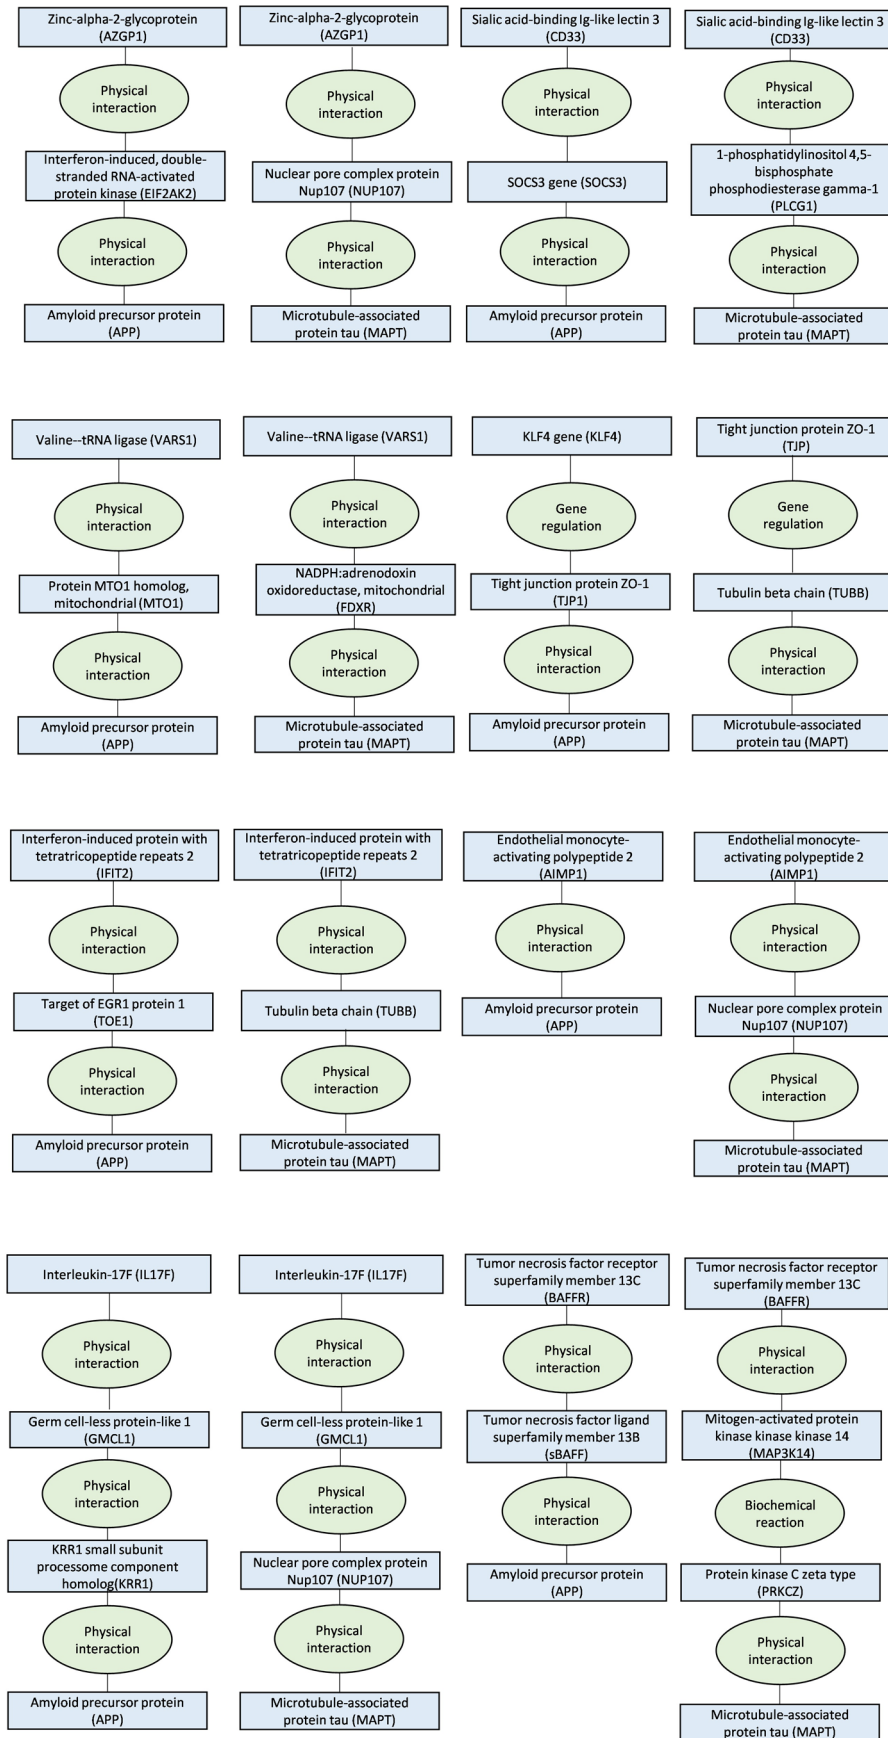 Zinc-alpha-2-glycoprotein
(AZGP1)
Physical
interaction
Interferon-induced, double-
stranded RNA-activated
protein kinase (EIF2AK2)
Physical
interaction
Amyloid precursor protein
(APP)
Zinc-alpha-2-glycoprotein
(AZGP1)
Physical
interaction
Nuclear pore complex protein
Nup107 (NUP107)
Physical
interaction
Microtubule-associated
protein tau (MAPT)
Sialic acid-binding Ig-like lectin 3
(CD33)
Physical
interaction
SOCS3 gene (SOCS3)
Physical
interaction
Amyloid precursor protein
(APP)
Sialic acid-binding Ig-like lectin 3
(CD33)
Physical
interaction
1-phosphatidylinositol 4,5-
bisphosphate
phosphodiesterase gamma-1
(PLCG1)
Physical
interaction
Microtubule-associated
protein tau (MAPT)
Valine--tRNA ligase (VARS1)
Physical
interaction
Protein MTO1 homolog,
mitochondrial (MTO1)
Physical
interaction
Amyloid precursor protein
(APP)
Valine--tRNA ligase (VARS1)
Physical
interaction
NADPH:adrenodoxin
oxidoreductase, mitochondrial
(FDXR)
Physical
interaction
Microtubule-associated
protein tau (MAPT)
KLF4 gene (KLF4)
Gene
regulation
Tight junction protein ZO-1
(TJP1)
Physical
interaction
Amyloid precursor protein
(APP)
Tight junction protein ZO-1
(TJP)
Gene
regulation
Tubulin beta chain (TUBB)
Physical
interaction
Microtubule-associated
protein tau (MAPT)
Interferon-induced protein with
tetratricopeptide repeats 2
(IFIT2)
Physical
interaction
Target of EGR1 protein 1
(TOE1)
Physical
interaction
Amyloid precursor protein
(APP)
Interferon-induced protein with
tetratricopeptide repeats 2
(IFIT2)
Physical
interaction
Tubulin beta chain (TUBB)
Physical
interaction
Microtubule-associated
protein tau (MAPT)
Endothelial monocyte-
activating polypeptide 2
(AIMP1)
Physical
interaction
Amyloid precursor protein
(APP)
Endothelial monocyte-
activating polypeptide 2
(AIMP1)
Physical
interaction
Nuclear pore complex protein
Nup107 (NUP107)
Physical
interaction
Microtubule-associated
protein tau (MAPT)
Interleukin-17F (IL17F)
Physical
interaction
Germ cell-less protein-like 1
(GMCL1)
Physical
interaction
KRR1 small subunit
processome component
homolog(KRR1)
Physical
interaction
Amyloid precursor protein
(APP)
Interleukin-17F (IL17F)
Physical
interaction
Germ cell-less protein-like 1
(GMCL1)
Physical
interaction
Nuclear pore complex protein
Nup107 (NUP107)
Physical
interaction
Microtubule-associated
protein tau (MAPT)
Tumor necrosis factor receptor
superfamily member 13C
(BAFFR)
Physical
interaction
Tumor necrosis factor ligand
superfamily member 13B
(sBAFF)
Physical
interaction
Amyloid precursor protein
(APP)
Tumor necrosis factor receptor
superfamily member 13C
(BAFFR)
Physical
interaction
Mitogen-activated protein
kinase kinase kinase 14
(MAP3K14)
Biochemical
reaction
Protein kinase C zeta type
(PRKCZ)
Physical
interaction
Microtubule-associated
protein tau (MAPT)